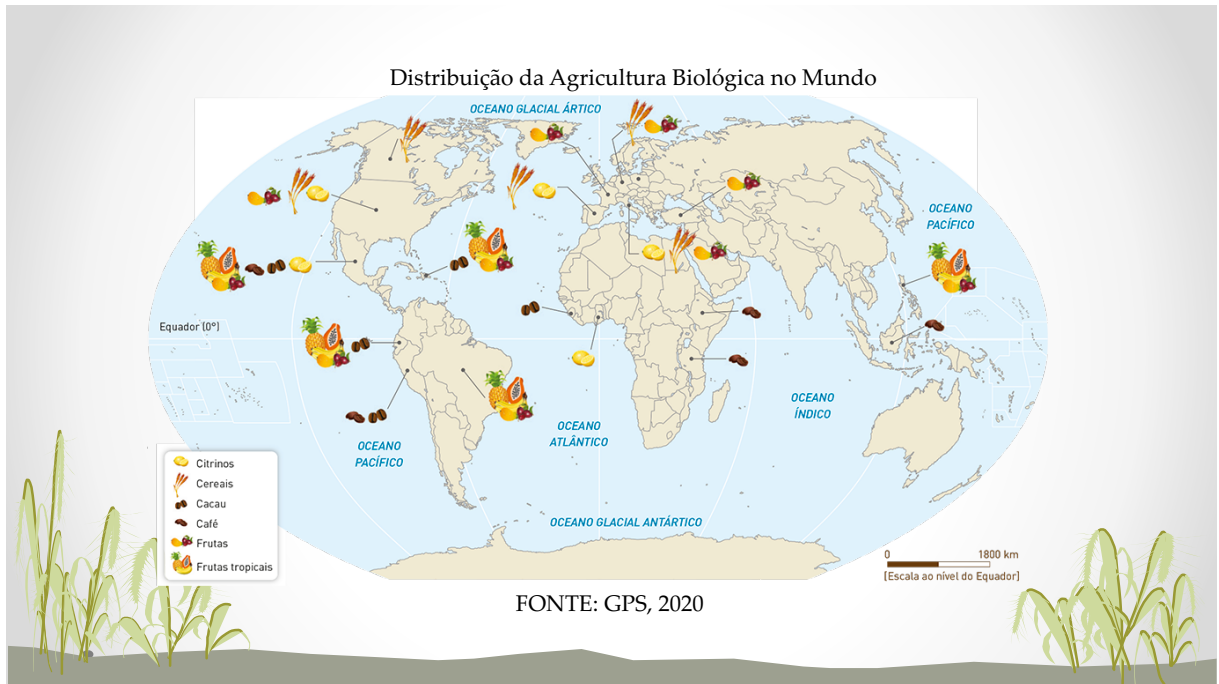 Distribuição da Agricultura Biológica no Mundo
OCEANO GLACIAL ÁRTICO
OCEANO
PACÍFICO
Equador (0°)
OCEANO
ÍNDICO
OCEANO
ATLÂNTICO
OCEANO
PACÍFICO
Citrinos
Cereais
Cacau
Café
Frutas
Frutas tropicais
OCEANO GLACIAL ANTÁRTICO
0 1800 km
[Escala ao nível do Equador]
FONTE: GPS, 2020